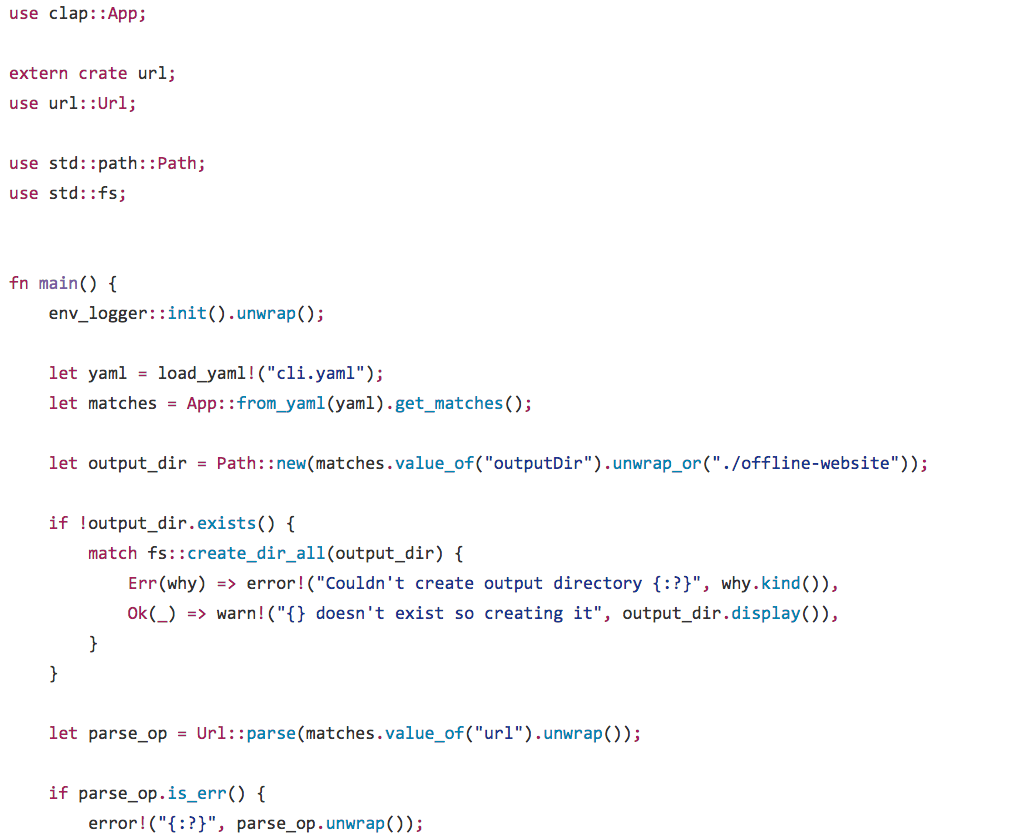 use clap::App;

extern crate url;
use url::Url;

use std::path::Path;
use std::fs;


fn main() {
    env_logger::init().unwrap();

    let yaml = load_yaml!("cli.yaml");
    let matches = App::from_yaml(yaml).get_matches();

    let output_dir = Path::new(matches.value_of("outputDir").unwrap_or("./offline-website"));

    if !output_dir.exists() {
        match fs::create_dir_all(output_dir) {
            Err(why) => error!("Couldn't create output directory {:?}", why.kind()),
            Ok(_) => warn!("{} doesn't exist so creating it", output_dir.display()),
        }
    }

    let parse_op = Url::parse(matches.value_of("url").unwrap());

    if parse_op.is_err() {
        error!("{:?}", parse_op.unwrap());